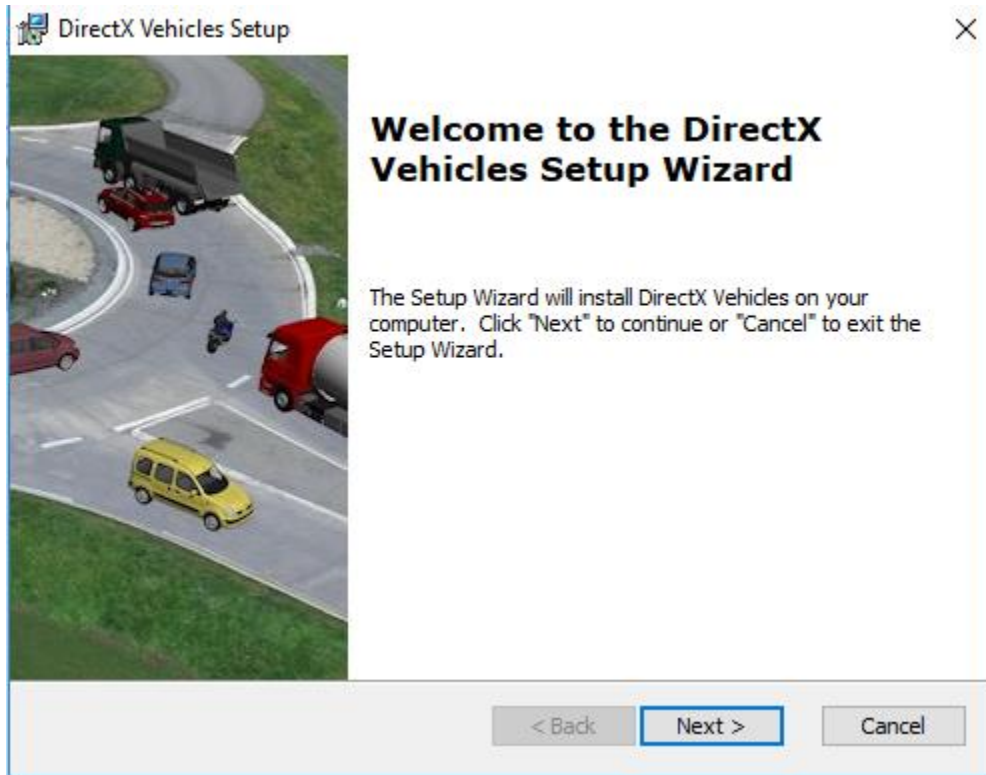 DirectX Vehicles Setup
Welcome to the DirectX
Vehicles Setup Wizard
The Setup Wizard will install DirectX Vehicles on your
computer. Click "Next" to continue or "Cancel" to exit the
Setup Wizard.
< Back Next > Cancel